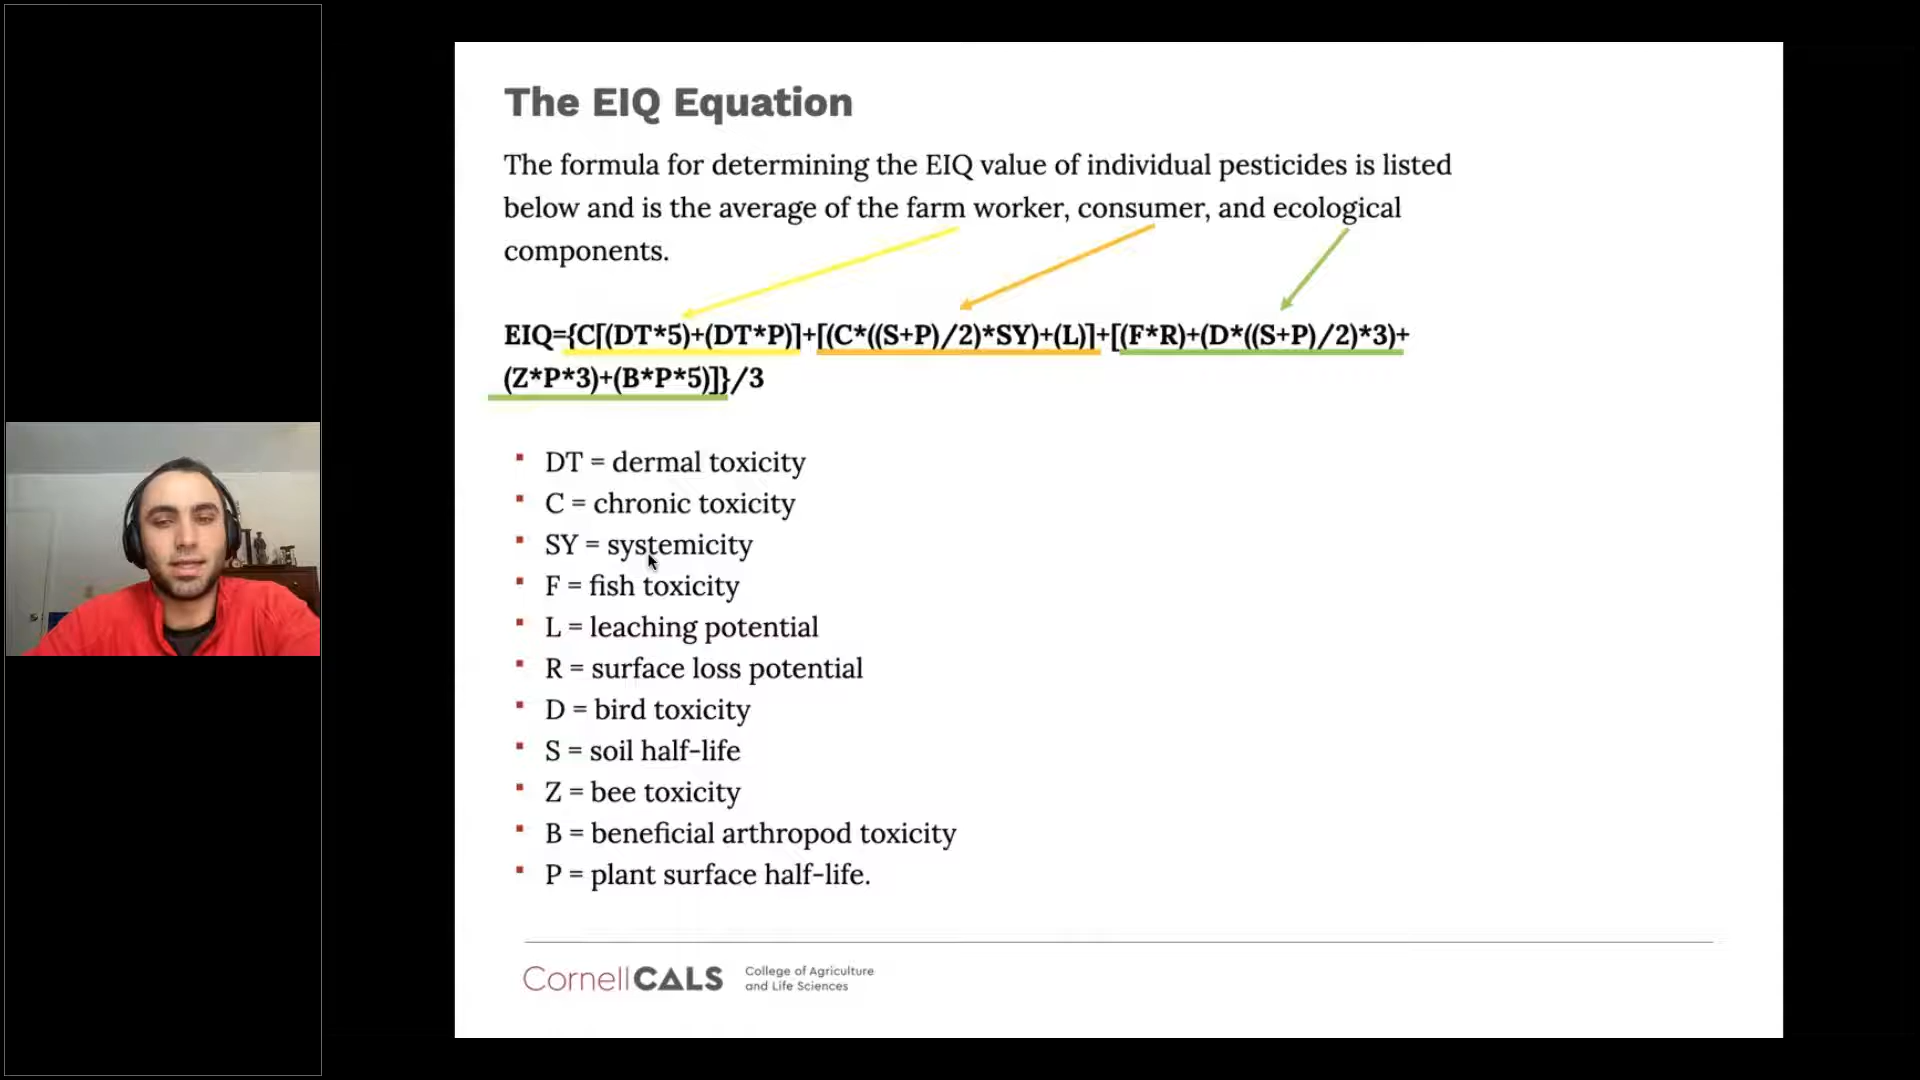 The EIQ Equation
The formula for determining the EIQ value of individual pesticides is listed
below and is the average of the farm worker, consumer, and ecological
components.
EIQ={C[(DT*5)+(DT*P)]+[(C*((S+P)/2)*SY)+(L)]+[(F*R)+(D*((S+P)/2)*3)+
(Z*P*3)+(B*P*5)]}/3
▪ DT = dermal toxicity
▪ C = chronic toxicity
▪ SY = systemicity
▪ F = fish toxicity
▪ L = leaching potential
▪ R = surface loss potential
▪ D = bird toxicity
▪ S = soil half-life
▪ Z = bee toxicity
▪ B = beneficial arthropod toxicity
▪ P = plant surface half-life.
CornellCALS
College of Agriculture
and Life Sciences